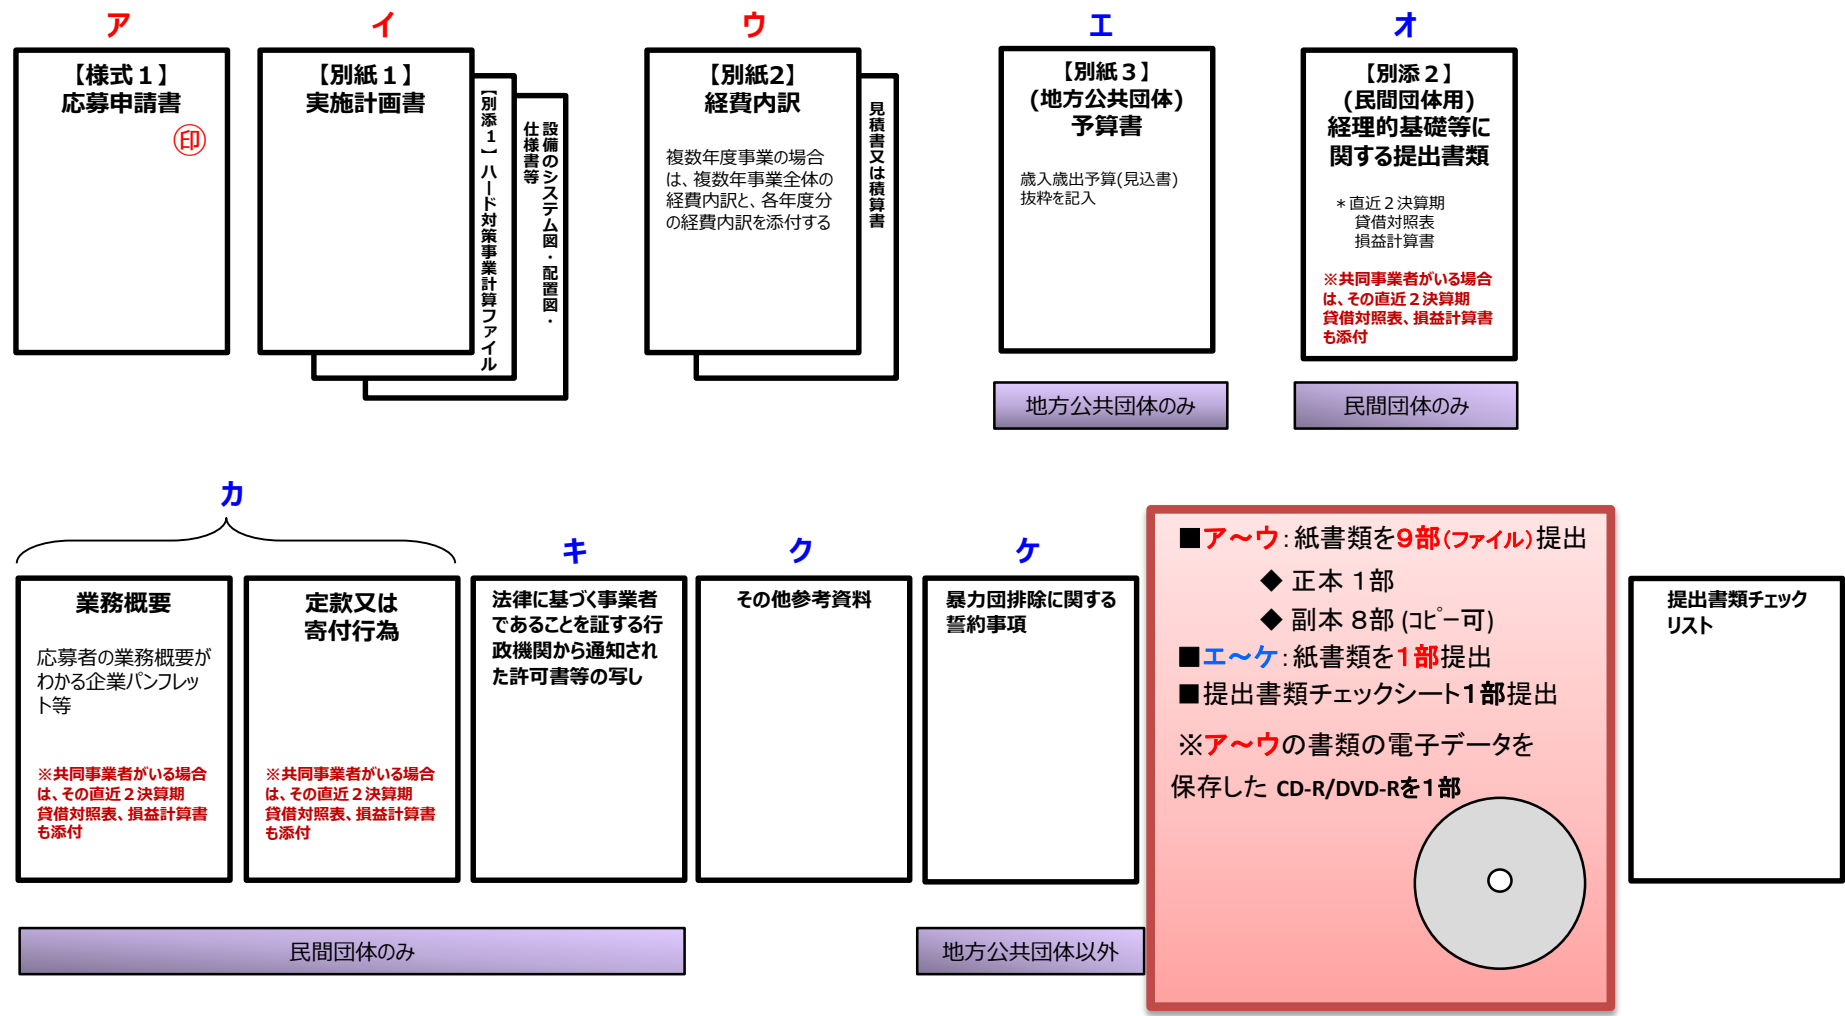 ア
イ
ウ
エ
オ
【様式１】
応募申請書
㊞
【別紙１】
実施計画書
【別添１】ハード対策事業計算ファイル
設備のシステム図・配置図・
仕様書等
【別紙2】
経費内訳
複数年度事業の場合
は、複数年事業全体の
経費内訳と、各年度分
の経費内訳を添付する
見積書又は積算書
【別紙３】
(地方公共団体)
予算書
歳入歳出予算(見込書)
抜粋を記入
地方公共団体のみ
【別添２】
(民間団体用)
経理的基礎等に
関する提出書類
＊直近２決算期
貸借対照表
損益計算書
※共同事業者がいる場合
は、その直近２決算期
貸借対照表、損益計算書
も添付
民間団体のみ
カ
キ
ク
ケ
業務概要
応募者の業務概要が
わかる企業パンフレッ
ト等
※共同事業者がいる場合
は、その直近２決算期
貸借対照表、損益計算書
も添付
定款又は
寄付行為
※共同事業者がいる場合
は、その直近２決算期
貸借対照表、損益計算書
も添付
法律に基づく事業者
であることを証する行
政機関から通知され
た許可書等の写し
民間団体のみ
その他参考資料
暴力団排除に関する
誓約事項
地方公共団体以外
■ア～ウ：紙書類を９部(ファイル)提出
◆ 正本 １部
◆ 副本 ８部 (ｺﾋﾟｰ可)
■エ～ケ：紙書類を１部提出
■提出書類チェックシート１部提出
※ア～ウの書類の電子データを
保存した CD-R/DVD-Rを１部
提出書類チェック
リスト